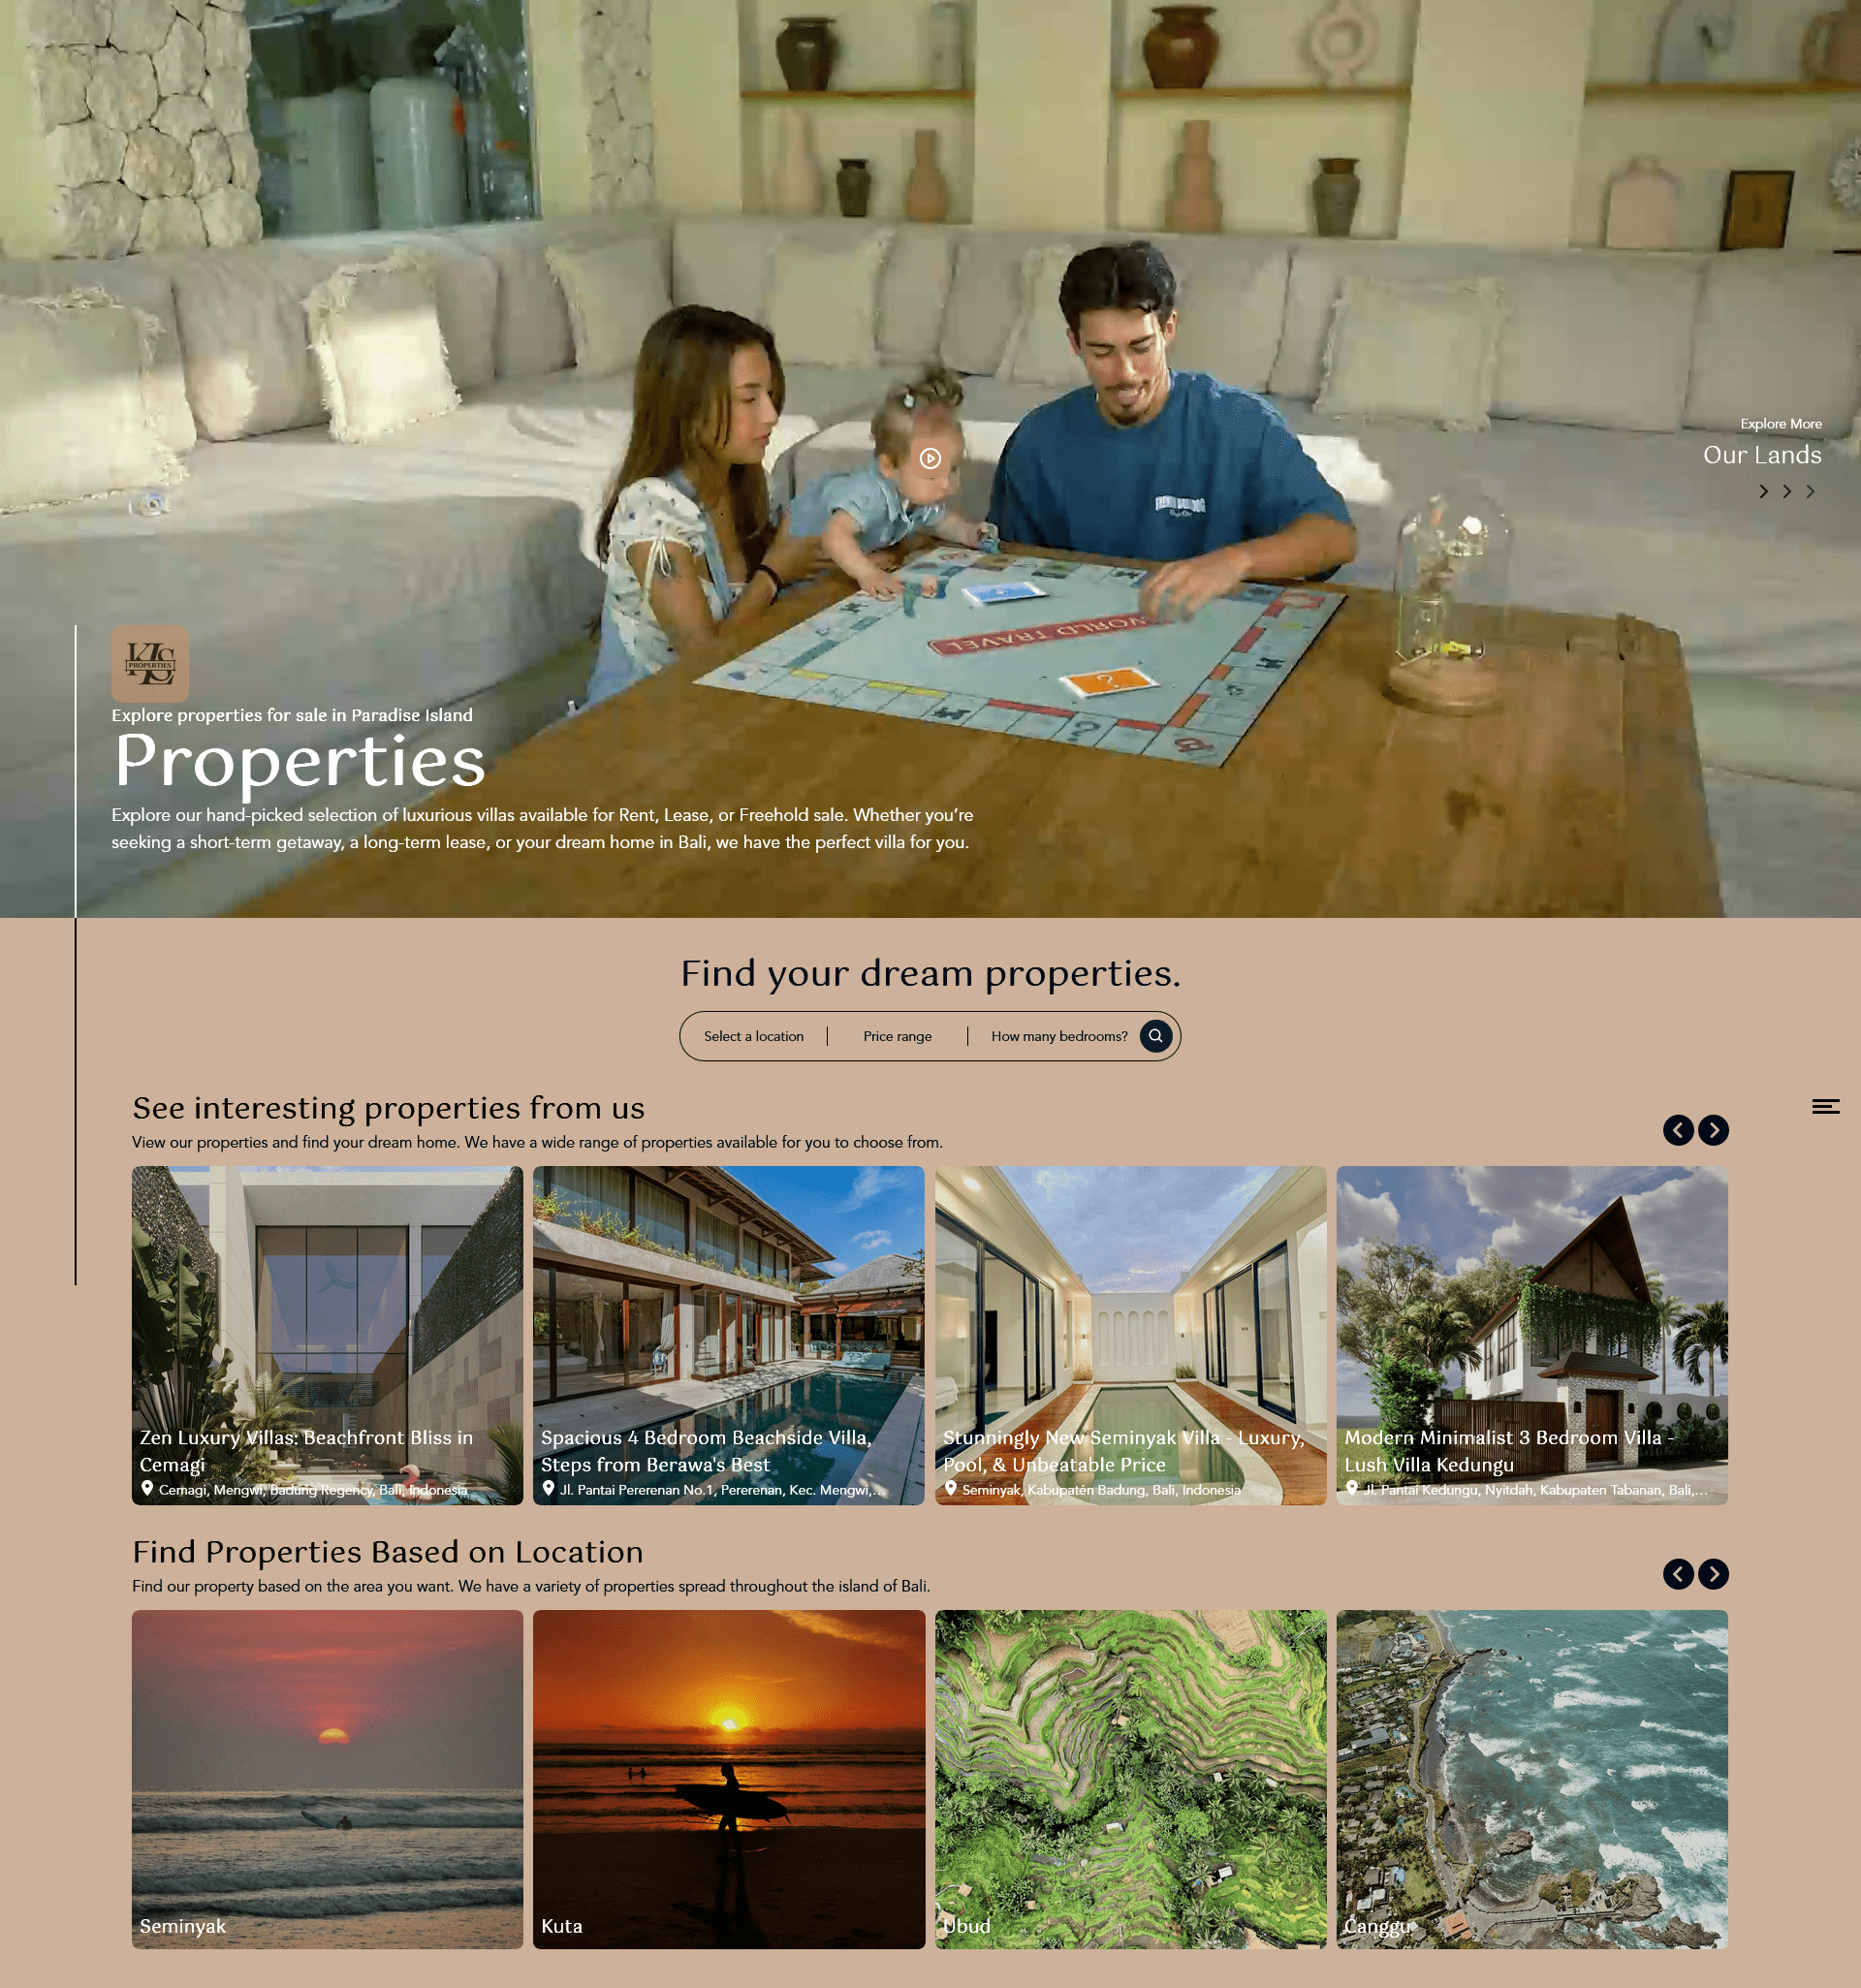 Explore More
Our Lands
WORLD TRAVEL
?
?
PROPERTIES
Explore properties for sale in Paradise Island
Properties
Explore our hand-picked selection of luxurious villas available for Rent, Lease, or Freehold sale. Whether you’re
seeking a short-term getaway, a long-term lease, or your dream home in Bali, we have the perfect villa for you.
Find your dream properties.
Select a location
Price range
How many bedrooms?
See interesting properties from us
View our properties and find your dream home. We have a wide range of properties available for you to choose from.
Zen Luxury Villas: Beachfront Bliss in
Cemagi
Cemagi, Mengwi, Badung Regency, Bali, Indonesia
Spacious 4 Bedroom Beachside Villa,
Steps from Berawa's Best
Jl. Pantai Pererenan No.1, Pererenan, Kec. Mengwi,...
Stunningly New Seminyak Villa - Luxury,
Pool, & Unbeatable Price
Seminyak, Kabupaten Badung, Bali, Indonesia
Modern Minimalist 3 Bedroom Villa -
Lush Villa Kedungu
Jl. Pantai Kedungu, Nyitdah, Kabupaten Tabanan, Bali,...
Find Properties Based on Location
Find our property based on the area you want. We have a variety of properties spread throughout the island of Bali.
Seminyak
Kuta
Ubud
Canggu